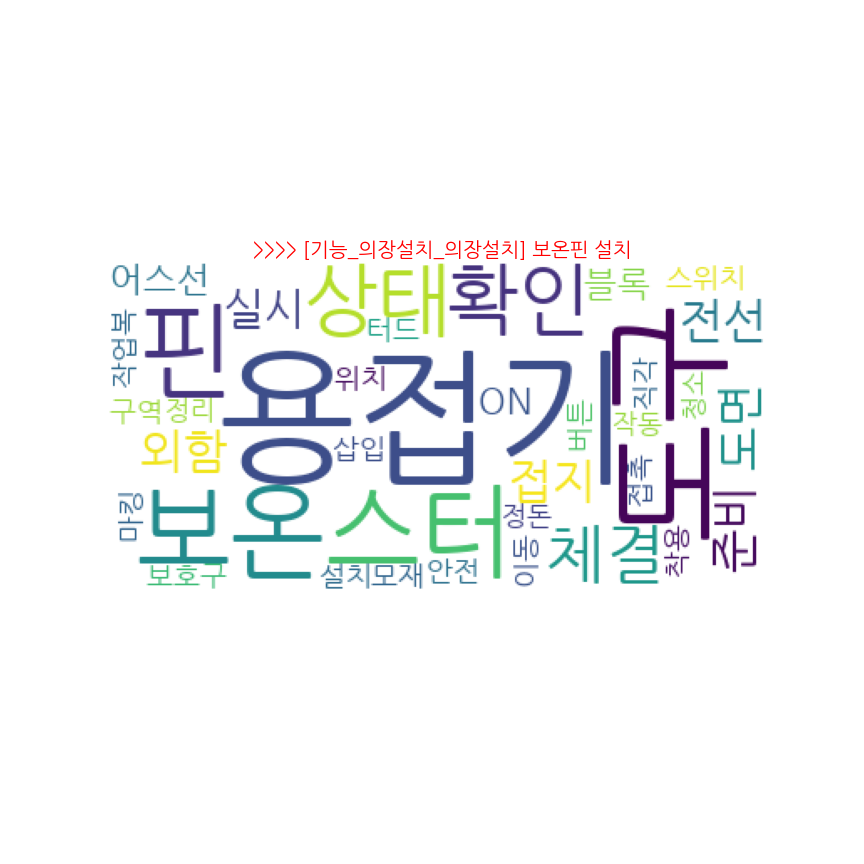 >>>> [기능_의장설치_의장설치] 보온핀 설치
어스선
실시
상태
확인
블록
스위치
터드
전선
작업복
핀
용접기
도구
위치
ON
직각
청소
구역
정리
외함
삽입
버튼
작동
도면
접지
접촉
마킹
보온
스터
정돈
체결
준비
이동
착용
보호구
설치
모재
안전